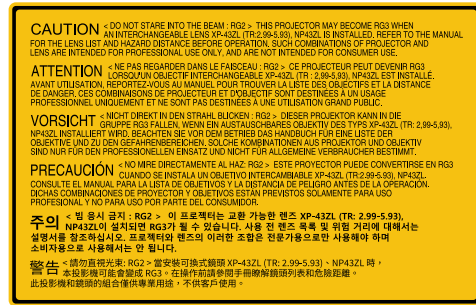 CAUTION < DO NOT STARE INTO THE BEAM : RG2 > THIS PROJECTOR MAY BECOME RG3 WHEN
AN INTERCHANGEABLE LENS XP-43ZL (TR:2.99-5.93), NP43ZL IS INSTALLED. REFER TO THE MANUAL
FOR THE LENS LIST AND HAZARD DISTANCE BEFORE OPERATION. SUCH COMBINATIONS OF PROJECTOR AND
LENS ARE INTENDED FOR PROFESSIONAL USE ONLY, AND ARE NOT INTENDED FOR CONSUMER USE.
ATTENTION < NE PAS REGARDER DANS LE FAISCEAU : RG2 > CE PROJECTEUR PEUT DEVENIR RG3
LORSQU'UN OBJECTIF INTERCHANGEABLE XP-43ZL (TR : 2,99-5,93), NP43ZL EST INSTALLÉ.
AVANT UTILISATION, REPORTEZ-VOUS AU MANUEL POUR TROUVER LA LISTE DES OBJECTIFS ET LA DISTANCE
DE DANGER. CES COMBINAISONS DE PROJECTEUR ET D'OBJECTIF SONT DESTINÉES À UN USAGE
PROFESSIONNEL UNIQUEMENT ET NE SONT PAS DESTINÉES À UNE UTILISATION GRAND PUBLIC.
VORSICHT < NICHT DIREKT IN DEN STRAHL BLICKEN : RG2 > DIESER PROJEKTOR KANN IN DIE
GRUPPE RG3 FALLEN, WENN EIN AUSTAUSCHBARES OBJEKTIV DES TYPS XP-43ZL (TR: 2,99-5,93),
NP43ZL INSTALLIERT WIRD. BEACHTEN SIE VOR DEM BETRIEB DAS HANDBUCH FÜR EINE LISTE DER
OBJEKTIVE UND ZU DEN GEFAHRENBEREICHEN. SOLCHE KOMBINATIONEN AUS PROJEKTOR UND OBJEKTIV
SIND NUR FÜR DEN PROFESSIONELLEN EINSATZ UND NICHT FÜR ALLGEMEINE VERBRAUCHER BESTIMMT.
PRECAUCIÓN < NO MIRE DIRECTAMENTE AL HAZ: RG2 > ESTE PROYECTOR PUEDE CONVERTIRSE EN RG3
CUANDO SE INSTALA UN OBJETIVO INTERCAMBIABLE XP-43ZL (TR:2,99-5,93), NP43ZL.
CONSULTE EL MANUAL PARA LA LISTA DE OBJETIVOS Y LA DISTANCIA DE PELIGRO ANTES DE LA OPERACIÓN.
DICHAS COMBINACIONES DE PROYECTOR Y OBJETIVOS ESTÁN PREVISTOS SOLAMENTE PARA USO
PROFESIONAL Y NO PARA USO POR PARTE DEL CONSUMIDOR.
주의 < 빔 응시 금지 : RG2 > 이 프로젝터는 교환 가능한 렌즈 XP-43ZL (TR: 2.99-5.93),
NP43ZL이 설치되면 RG3가 될 수 있습니다. 사용 전 렌즈 목록 및 위험 거리에 대해서는
설명서를 참조하십시오. 프로젝터와 렌즈의 이러한 조합은 전문가용으로만 사용해야 하며
소비자용으로 사용해서는 안 됩니다.
警告 < 請勿直視光束: RG2 > 當安裝可換式鏡頭 XP-43ZL (TR: 2.99-5.93)、NP43ZL 時，
本投影機可能會變成 RG3。在操作前請參閱手冊瞭解鏡頭列表和危險距離。
此投影機和鏡頭的組合僅供專業用途，不供客戶使用。